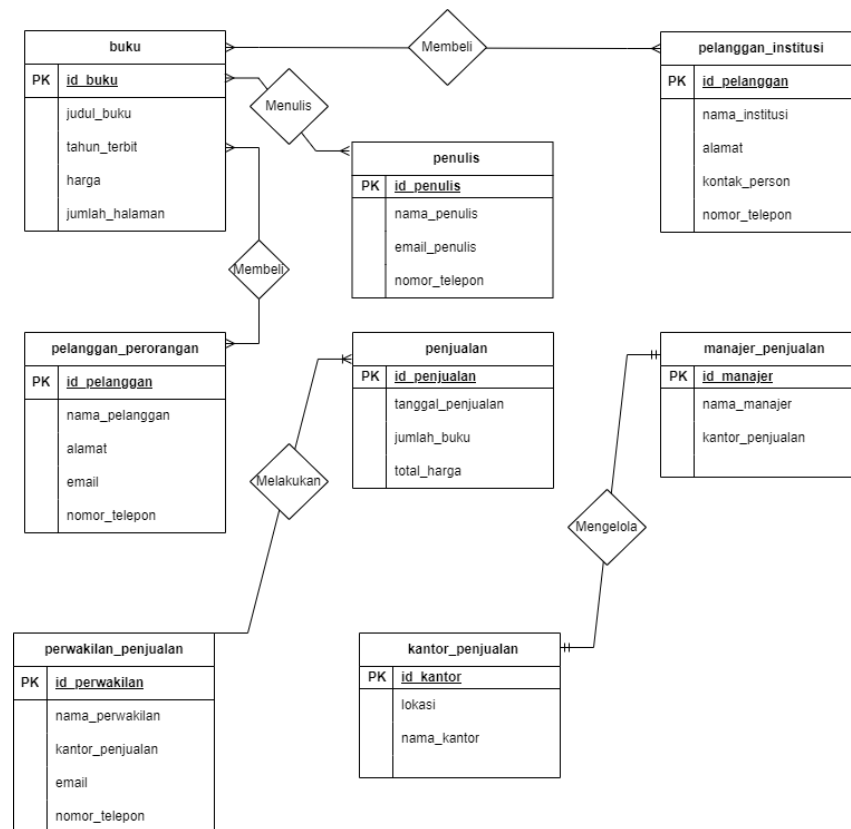 buku
PK id_buku
judul_buku
tahun_terbit
harga
jumlah_halaman
Membeli
pelanggan_institusi
PK id_pelanggan
nama_institusi
alamat
kontak_person
nomor_telepon
Menulis
penulis
PK id_penulis
nama_penulis
email_penulis
nomor_telepon
Membeli
pelanggan_perorangan
PK id_pelanggan
nama_pelanggan
alamat
email
nomor_telepon
penjualan
PK id_penjualan
tanggal_penjualan
jumlah_buku
total_harga
manajer_penjualan
PK id_manajer
nama_manajer
kantor_penjualan
Melakukan
Mengelola
perwakilan_penjualan
PK id_perwakilan
nama_perwakilan
kantor_penjualan
email
nomor_telepon
kantor_penjualan
PK id_kantor
lokasi
nama_kantor